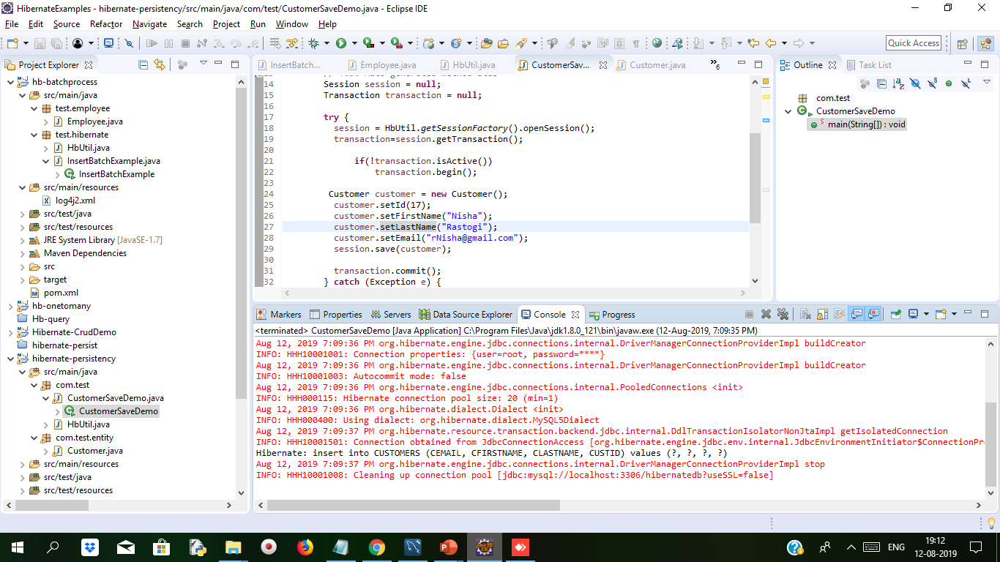 HibernateExamples - hibernate-persistency/src/main/java/com/test/CustomerSaveDemo.java - Eclipse IDE
File Edit Source Refactor Navigate Search Project Run Window Help
Quick Access
Project Explorer
hb-batchprocess
src/main/java
test.employee
Employee.java
test.hibernate
HbUtil.java
InsertBatchExample.java
InsertBatchExample
src/main/resources
log4j2.xml
src/test/java
src/test/resources
JRE System Library [JavaSE-1.7]
Maven Dependencies
src
target
pom.xml
hb-onetomany
Hb-query
Hibernate-CrudDemo
hibernate-persist
hibernate-persistency
src/main/java
com.test
CustomerSaveDemo.java
CustomerSaveDemo
HbUtil.java
com.test.entity
Customer.java
src/main/resources
src/test/java
src/test/resources
InsertBatch... Employee.java HbUtil.java CustomerSav... Customer.java »6
14 Session session = null;
15 Transaction transaction = null;
16
17 try {
18 session = HbUtil.getSessionFactory().openSession();
19 transaction=session.getTransaction();
20
21 if(!transaction.isActive())
22 transaction.begin();
23
24 Customer customer = new Customer();
25 customer.setId(17);
26 customer.setFirstName("Nisha");
27 customer.setLastName("Rastogi");
28 customer.setEmail("rNisha@gmail.com");
29 session.save(customer);
30
31 transaction.commit();
32 } catch (Exception e) {
Outline Task List
com.test
CustomerSaveDemo
main(String[]) : void
Markers Properties Servers Data Source Explorer Console Progress
<terminated> CustomerSaveDemo [Java Application] C:\Program Files\Java\jdk1.8.0_121\bin\javaw.exe (12-Aug-2019, 7:09:35 PM)
Aug 12, 2019 7:09:36 PM org.hibernate.engine.jdbc.connections.internal.DriverManagerConnectionProviderImpl buildCreator
INFO: HHH10001001: Connection properties: {user=root, password=****}
Aug 12, 2019 7:09:36 PM org.hibernate.engine.jdbc.connections.internal.DriverManagerConnectionProviderImpl buildCreator
INFO: HHH10001003: Autocommit mode: false
Aug 12, 2019 7:09:36 PM org.hibernate.engine.jdbc.connections.internal.PooledConnections <init>
INFO: HHH000115: Hibernate connection pool size: 20 (min=1)
Aug 12, 2019 7:09:36 PM org.hibernate.dialect.Dialect <init>
INFO: HHH000400: Using dialect: org.hibernate.dialect.MySQL5Dialect
Aug 12, 2019 7:09:37 PM org.hibernate.resource.transaction.backend.jdbc.internal.DdlTransactionIsolatorNonJtaImpl getIsolatedConnection
INFO: HHH10001501: Connection obtained from JdbcConnectionAccess [org.hibernate.engine.jdbc.env.internal.JdbcEnvironmentInitiator$ConnectionPr
Hibernate: insert into CUSTOMERS (CEMAIL, CFIRSTNAME, CLASTNAME, CUSTID) values (?, ?, ?, ?)
Aug 12, 2019 7:09:37 PM org.hibernate.engine.jdbc.connections.internal.DriverManagerConnectionProviderImpl stop
INFO: HHH10001008: Cleaning up connection pool [jdbc:mysql://localhost:3306/hibernatedb?useSSL=false]
ENG
19:12
12-08-2019